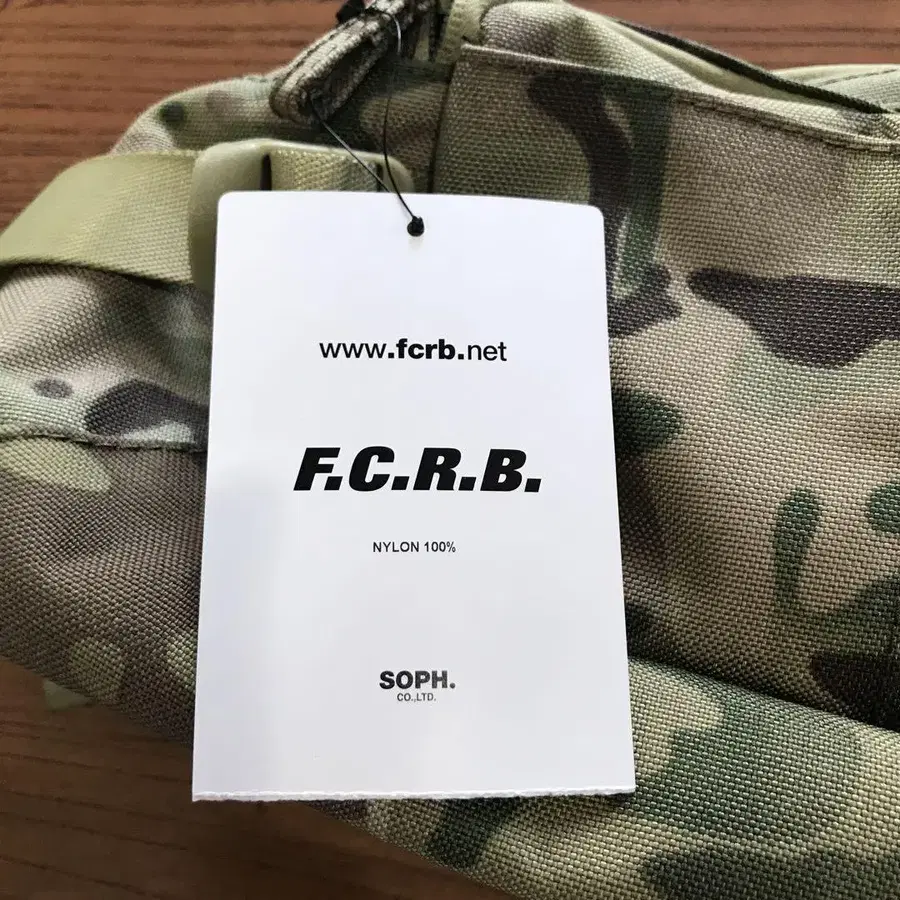 www.fcrb.net
F.C.R.B.
NYLON 100%
SOPH.
CO.,LTD.